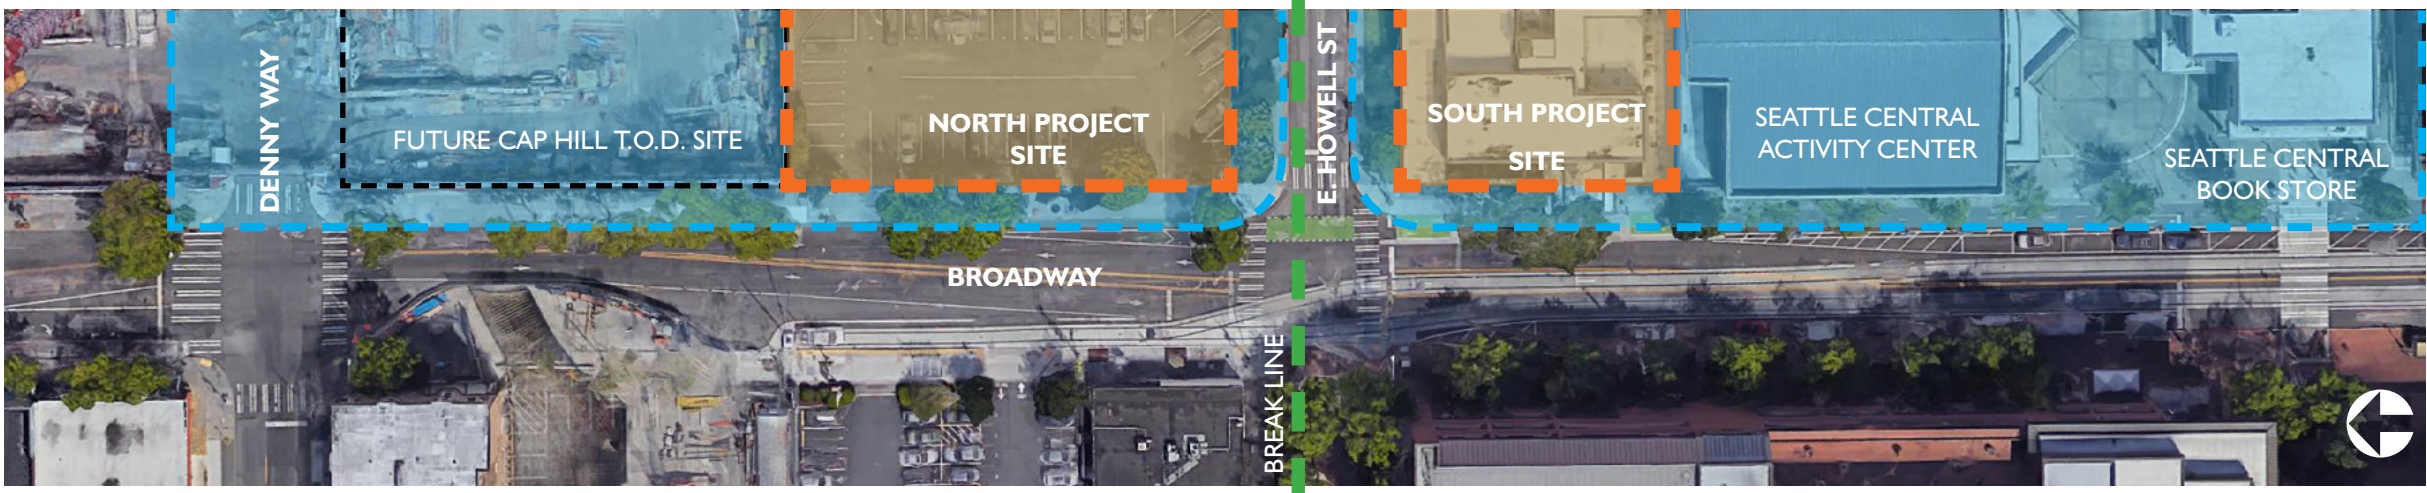 DENNY WAY
FUTURE CAP HILL T.O.D. SITE
NORTH PROJECT
SITE
E. HOWELL ST
SOUTH PROJECT
SITE
SEATTLE CENTRAL
ACTIVITY CENTER
SEATTLE CENTRAL
BOOK STORE
BROADWAY
BREAK LINE